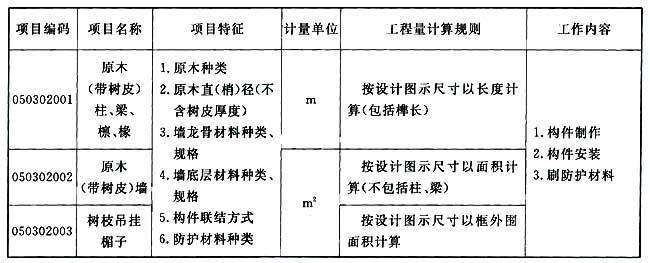 项目编码 项目名称 项目特征 计量单位 工程量计算规则 工作内容
050302001
原木
(带树皮)
柱、梁、
檩、椽
1. 原木种类
2. 原木直(梢)径(不
含树皮厚度)
3. 墙龙骨材料种类、
规格
4. 墙底层材料种类、
规格
5. 构件联结方式
6. 防护材料种类
m
按设计图示尺寸以长度计
算(包括榫长)
1. 构件制作
2. 构件安装
3. 刷防护材料
050302002
原木
(带树皮)墙
m²
按设计图示尺寸以面积计
算(不包括柱、梁)
050302003
树枝吊挂
楣子
按设计图示尺寸以框外围
面积计算